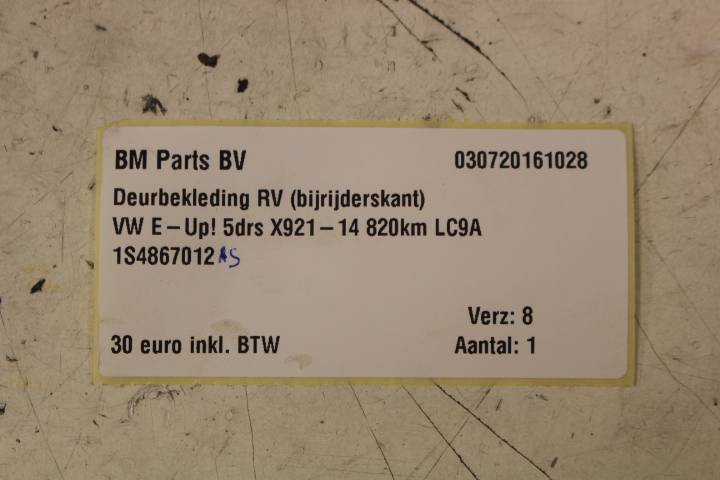 BM Parts BV 030720161028
Deurbekleding RV (bijrijderskant)
VW E-Up! 5drs X921-14 820km LC9A
1S4867012 AS
Verz: 8
30 euro inkl. BTW Aantal: 1